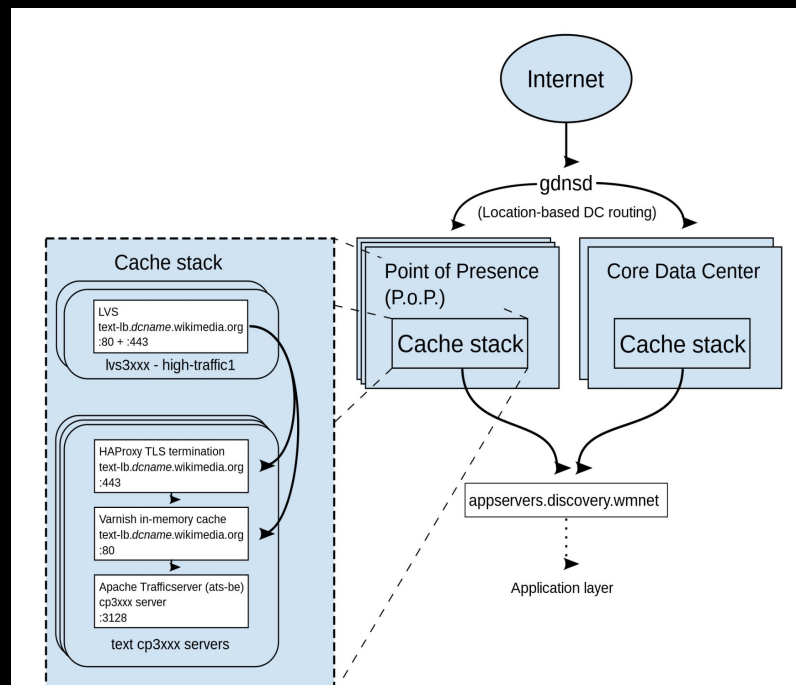 Internet
gdnsd
(Location-based DC routing)
Point of Presence
(P.o.P.)
Cache stack
Core Data Center
Cache stack
appservers.discovery.wmnet
Application layer
Cache stack
LVS
text-lb.dcname.wikimedia.org
:80 + :443
lvs3xxx - high-traffic1
HAProxy TLS termination
text-lb.dcname.wikimedia.org
:443
Varnish in-memory cache
text-lb.dcname.wikimedia.org
:80
Apache Trafficserver (ats-be)
cp3xxx server
:3128
text cp3xxx servers